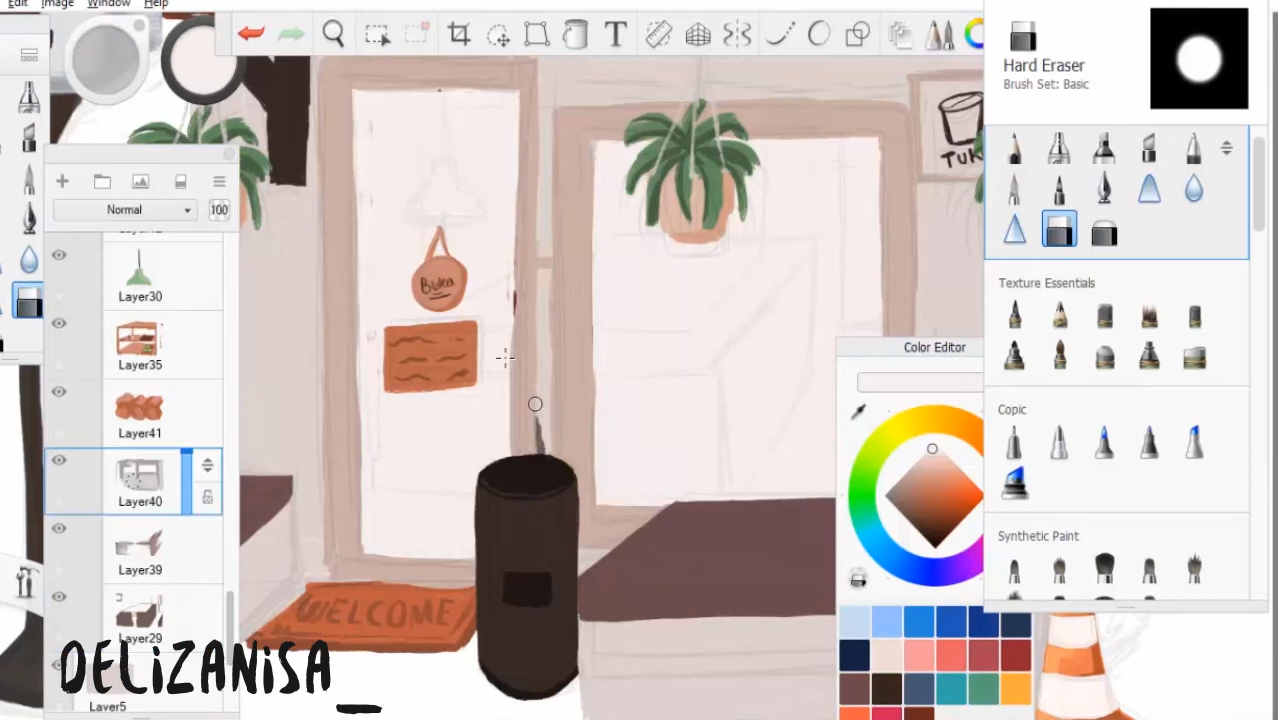 Edit Image Window Help
Hard Eraser
Brush Set: Basic
TUK
Normal 100
Buka
Layer30
Texture Essentials
Layer35
Color Editor
Layer41
Copic
Layer40
Synthetic Paint
Layer39
WELCOME
Layer29
DELiZANiSA_
Layer5